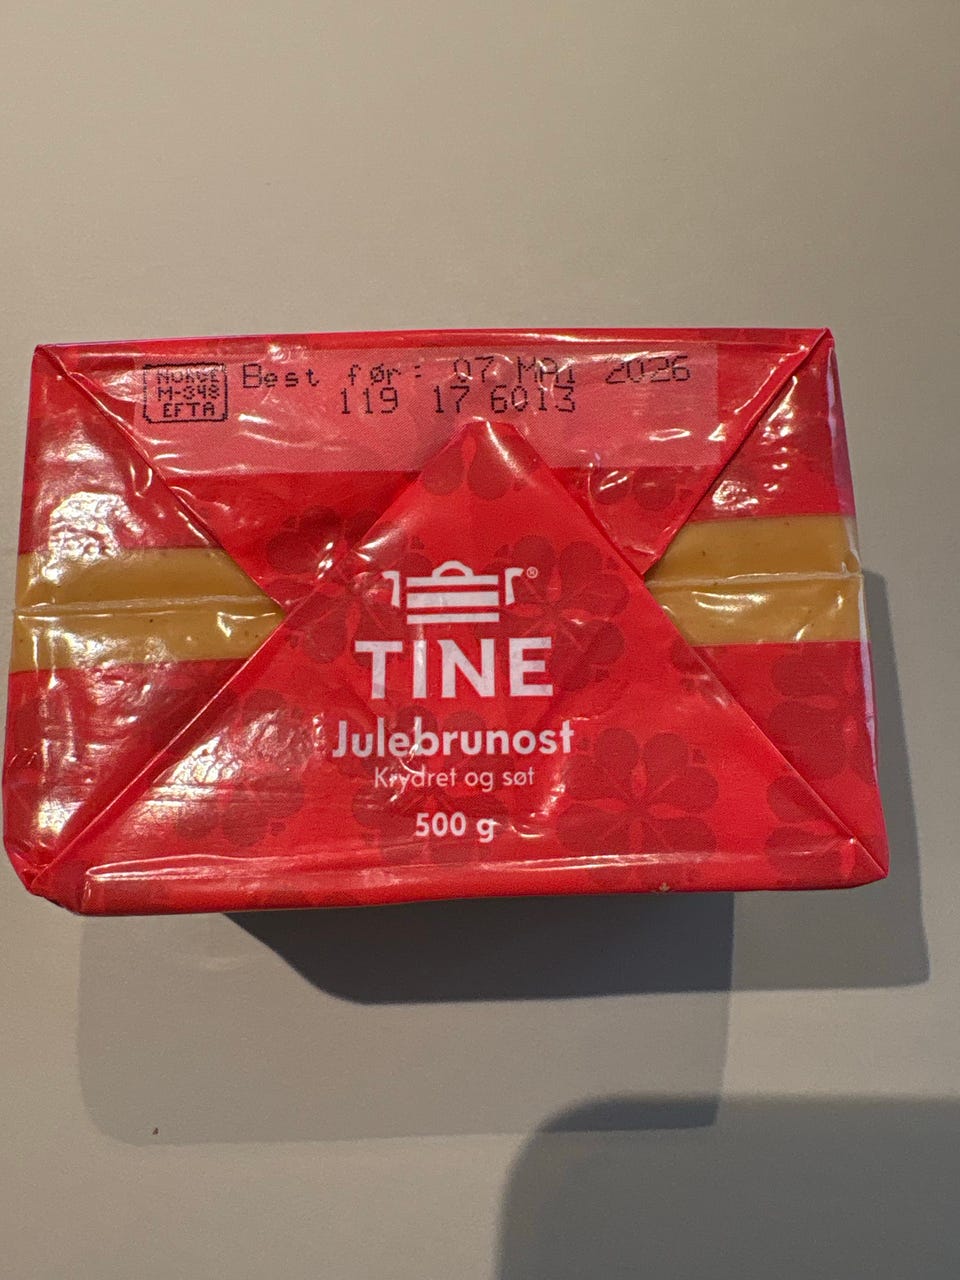 NORGE
M-348
EFTA
Best før: 07 MAI 2026
119 17 6013
TINE®
Julebrunost
Krydret og søt
500 g